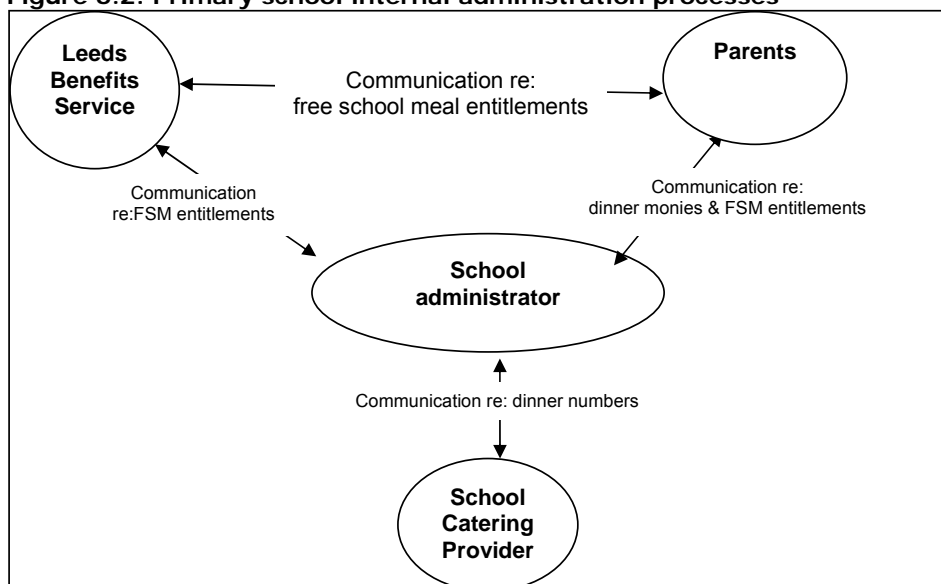 Figure 3.2: Primary school internal administration processes
Leeds
Benefits
Service
Parents
Communication re:
free school meal entitlements
Communication
re:FSM entitlements
Communication re:
dinner monies & FSM entitlements
School
administrator
Communication re: dinner numbers
School
Catering
Provider